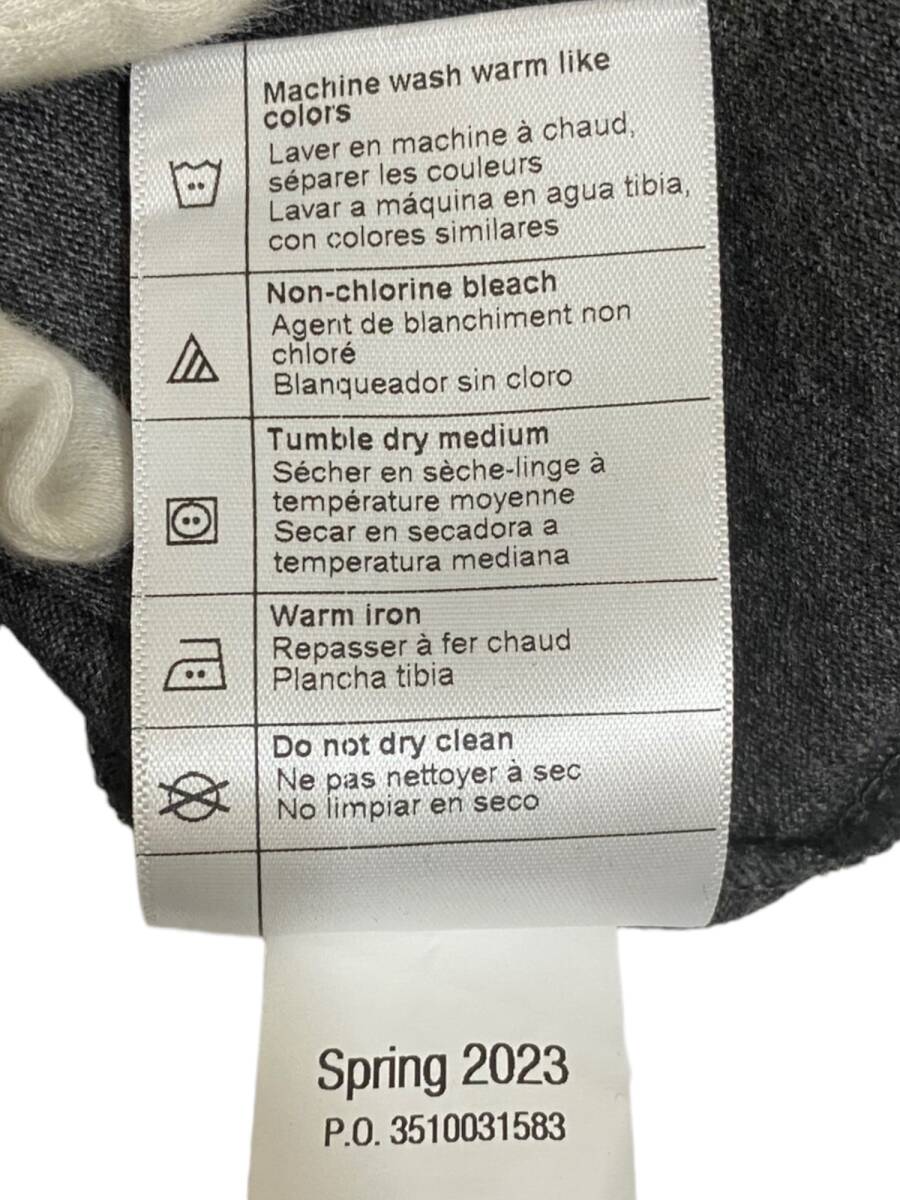 Machine wash warm like
colors
Laver en machine à chaud,
séparer les couleurs
Lavar a máquina en agua tibia,
con colores similares
Non-chlorine bleach
Agent de blanchiment non
chloré
Blanqueador sin cloro
Tumble dry medium
Sécher en sèche-linge à
température moyenne
Secar en secadora a
temperatura mediana
Warm iron
Repasser à fer chaud
Plancha tibia
Do not dry clean
Ne pas nettoyer à sec
No limpiar en seco
Spring 2023
P.O. 3510031583